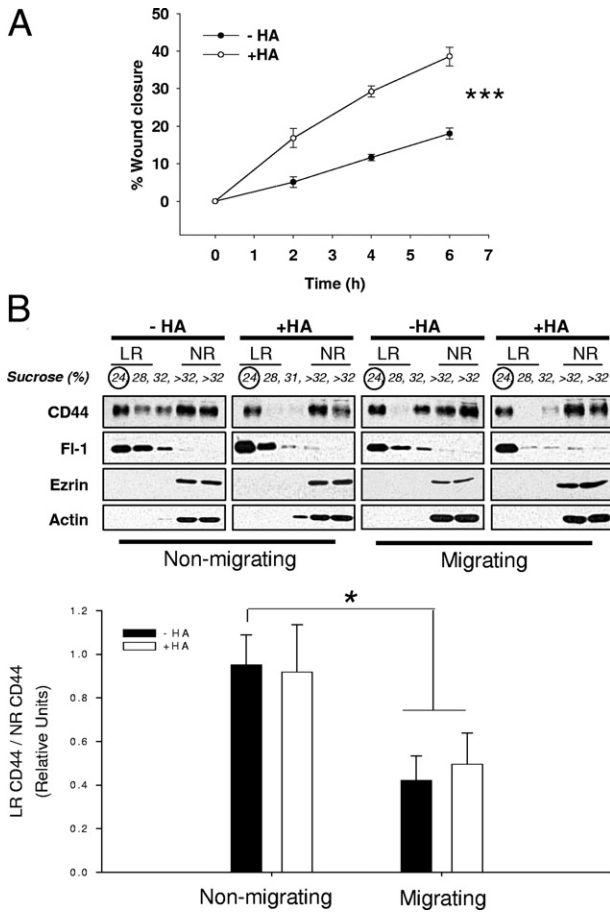 A
% Wound closure
50
40
30
20
10
0
- HA
+HA
***
0 1 2 3 4 5 6 7
Time (h)
B
- HA +HA -HA +HA
LR NR LR NR LR NR LR NR
Sucrose (%) 24, 28, 32, >32, >32 24, 28, 31, >32, >32 24, 28, 32, >32, >32 24, 28, 32, >32, >32
CD44
Fl-1
Ezrin
Actin
Non-migrating Migrating
LR CD44 / NR CD44
(Relative Units)
1.2
1.0
0.8
0.6
0.4
0.2
0.0
- HA
+HA
*
Non-migrating Migrating